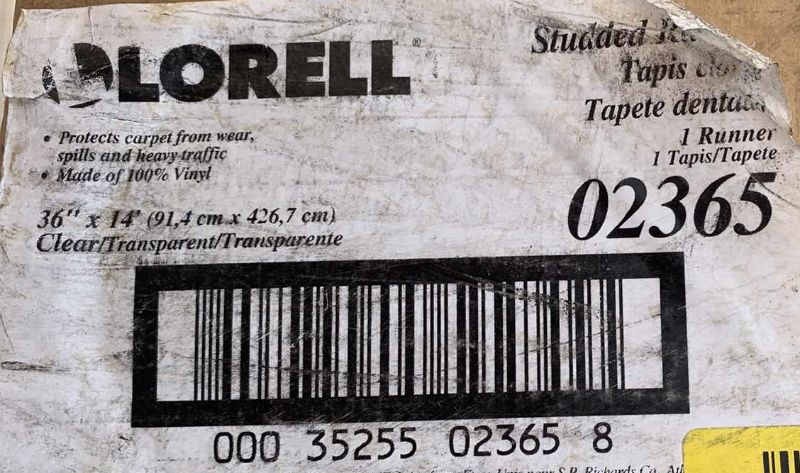 LORELL®
Studded
Tapis
Tapete
1 Runner
1 Tapis/Tapete
02365
• Protects carpet from wear,
spills and heavy traffic
• Made of 100% Vinyl
36" x 14' (91,4 cm x 426,7 cm)
Clear/Transparent/Transparente
000 35255 02365 8
S.P. Richards Co.